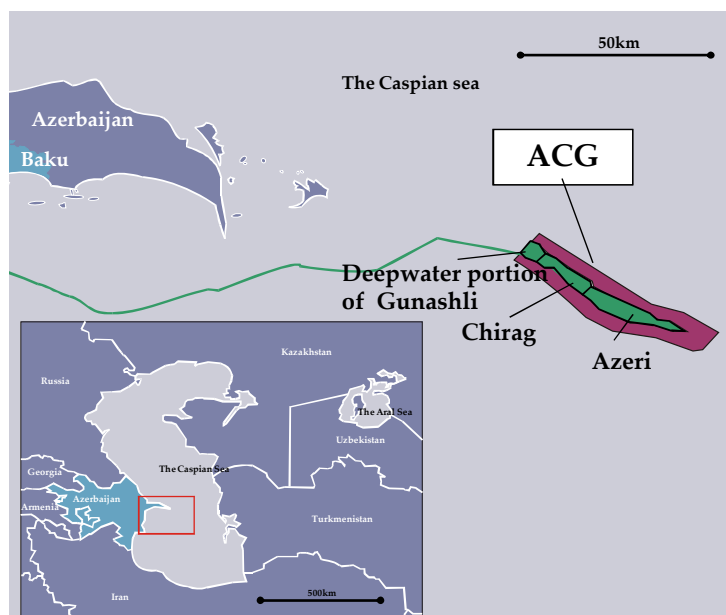 50km
The Caspian sea
Azerbaijan
Baku
ACG
Deepwater portion
of Gunashli
Chirag
Azeri
Kazakhstan
Russia
The Aral Sea
Uzbekistan
The Caspian Sea
Georgia
Azerbaijan
Armenia
Turkmenistan
Iran
500km